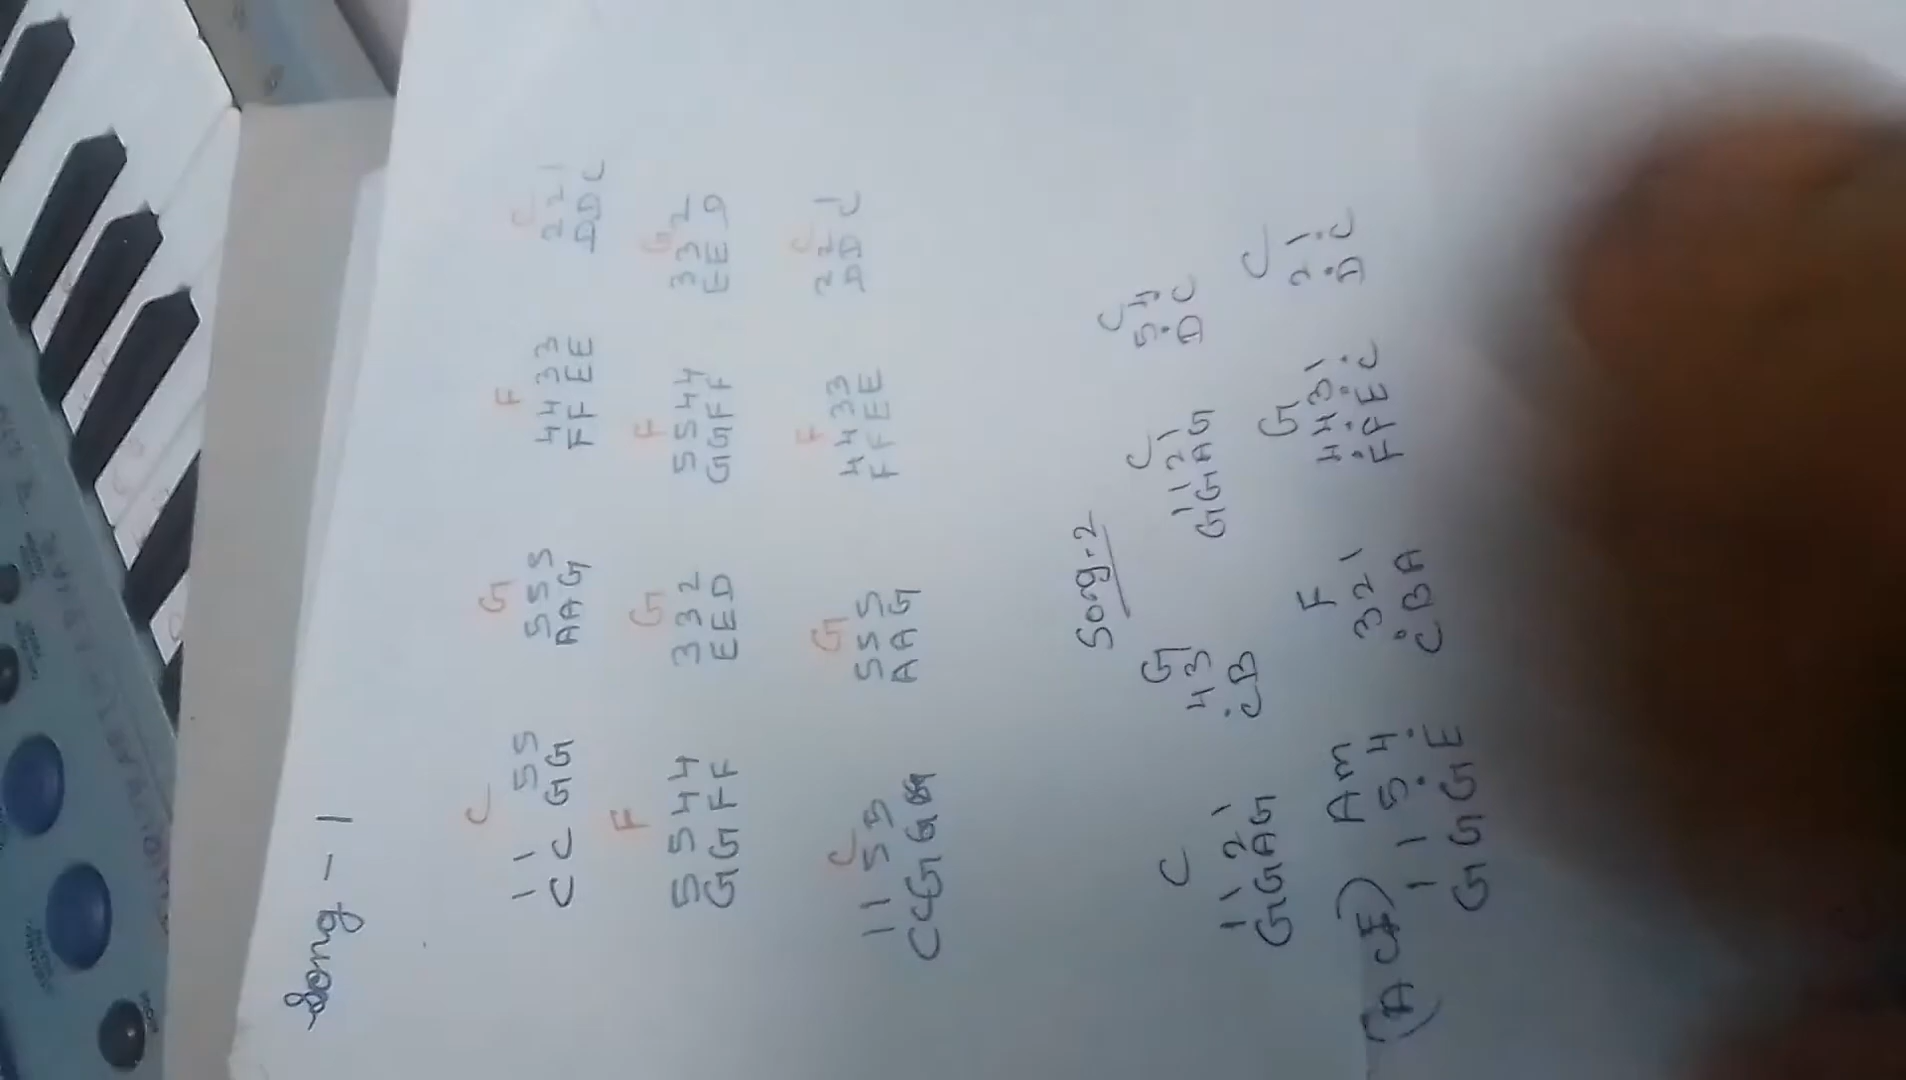 Song - 1
C G F C
1 1 5 5 5 5 5 4 4 3 3 2 2 1
C C G G A A G F F E E D D C
F G F G
5 5 4 4 3 3 2 5 5 4 4 3 3 2
G G F F E E D G G F F E E D
C G F C
1 1 5 5 5 5 5 4 4 3 3 2 2 1
C C G G A A G F F E E D D C
Song-2
C G C C
1 1 2 1 4 3 1 1 2 1 5 4
G G A G Ċ B G G A G Ḋ C
(A C E) Am F G C
1 1 5 4 3 2 1 4 4 3 1 2 1
G G Ġ Ė Ċ B A Ḟ Ḟ Ė Ċ Ḋ Ċ